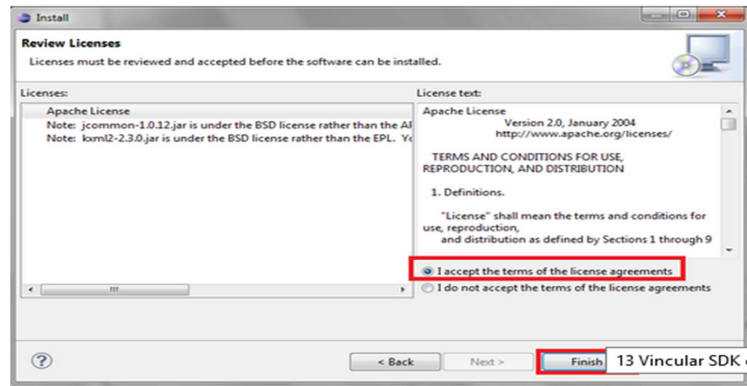 Install
Review Licenses
Licenses must be reviewed and accepted before the software can be installed.
Licenses:
Apache License
Note: jcommon-1.0.12.jar is under the BSD license rather than the
Note: kxml2-2.3.0.jar is under the BSD license rather than the EPL.
License text:
Apache License
Version 2.0, January 2004
http://www.apache.org/licenses/
TERMS AND CONDITIONS FOR USE,
REPRODUCTION, AND DISTRIBUTION
1. Definitions.
"License" shall mean the terms and conditions for
use, reproduction,
and distribution as defined by Sections 1 through 9
I accept the terms of the license agreements
I do not accept the terms of the license agreements
?
< Back
Next >
Finish
13 Vincular SDK